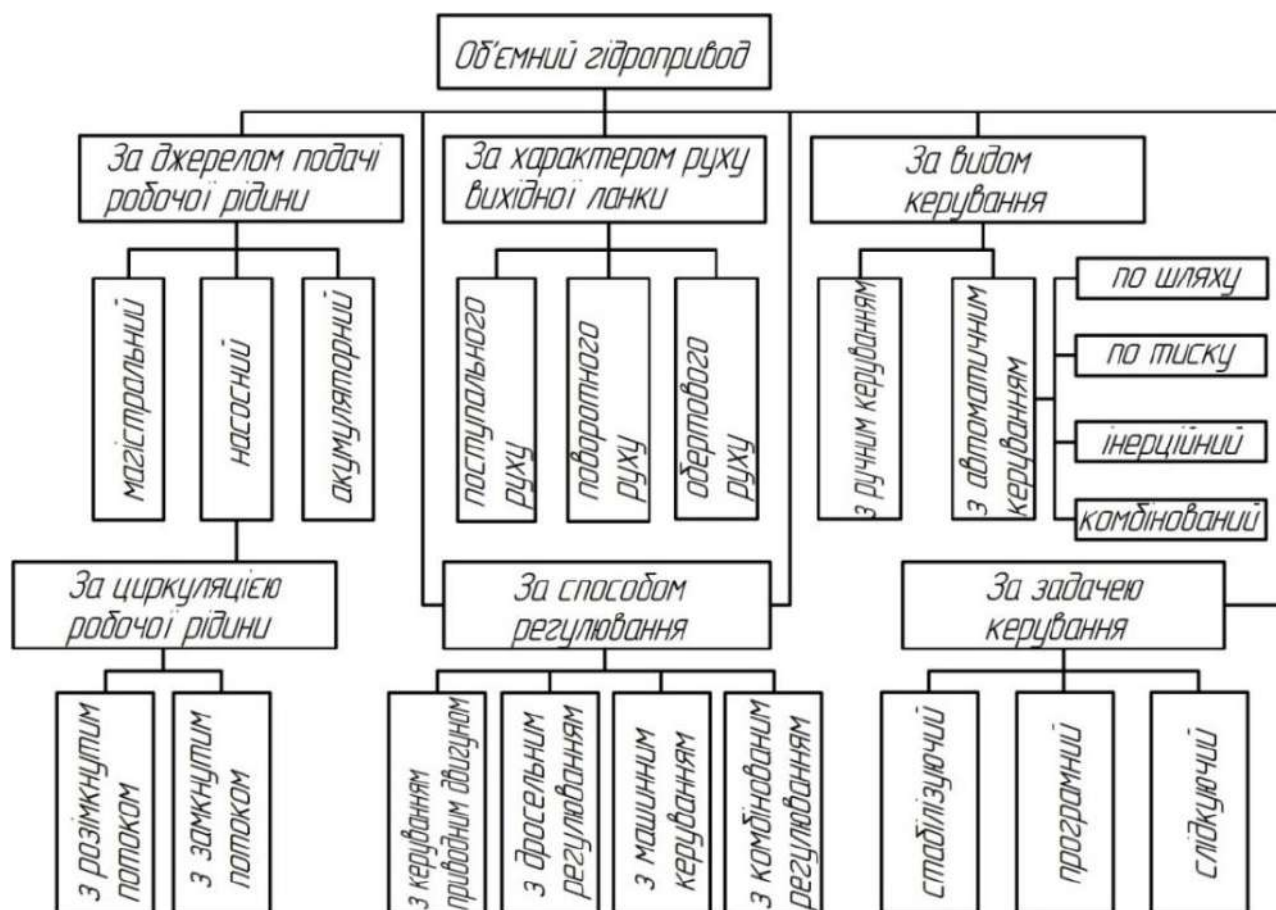 Об'ємний гідропривод
За джерелом подачі
робочої рідини
За характером руху
вихідної ланки
За видом
керування
магістральний
насосний
акумуляторний
поступального
руху
поворотного
руху
обертового
руху
з ручним керуванням
з автоматичним
керуванням
по шляху
по тиску
інерційний
комбінований
За циркуляцією
робочої рідини
За способом
регулювання
За задачею
керування
з розімкнутим
потоком
з замкнутим
потоком
з керуванням
приводним двигуном
з дросельним
регулюванням
з машинним
керуванням
з комбінованим
регулюванням
стабілізуючий
програмний
слідкуючий